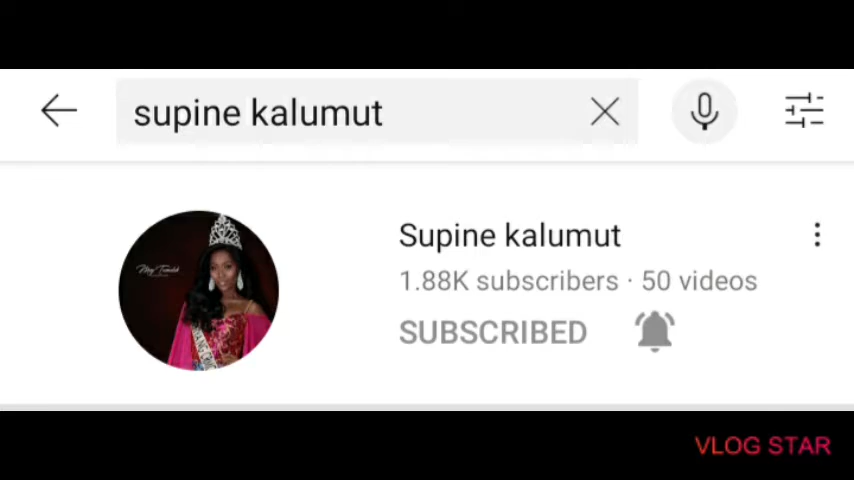 supine kalumut
Supine kalumut
1.88K subscribers · 50 videos
SUBSCRIBED
VLOG STAR